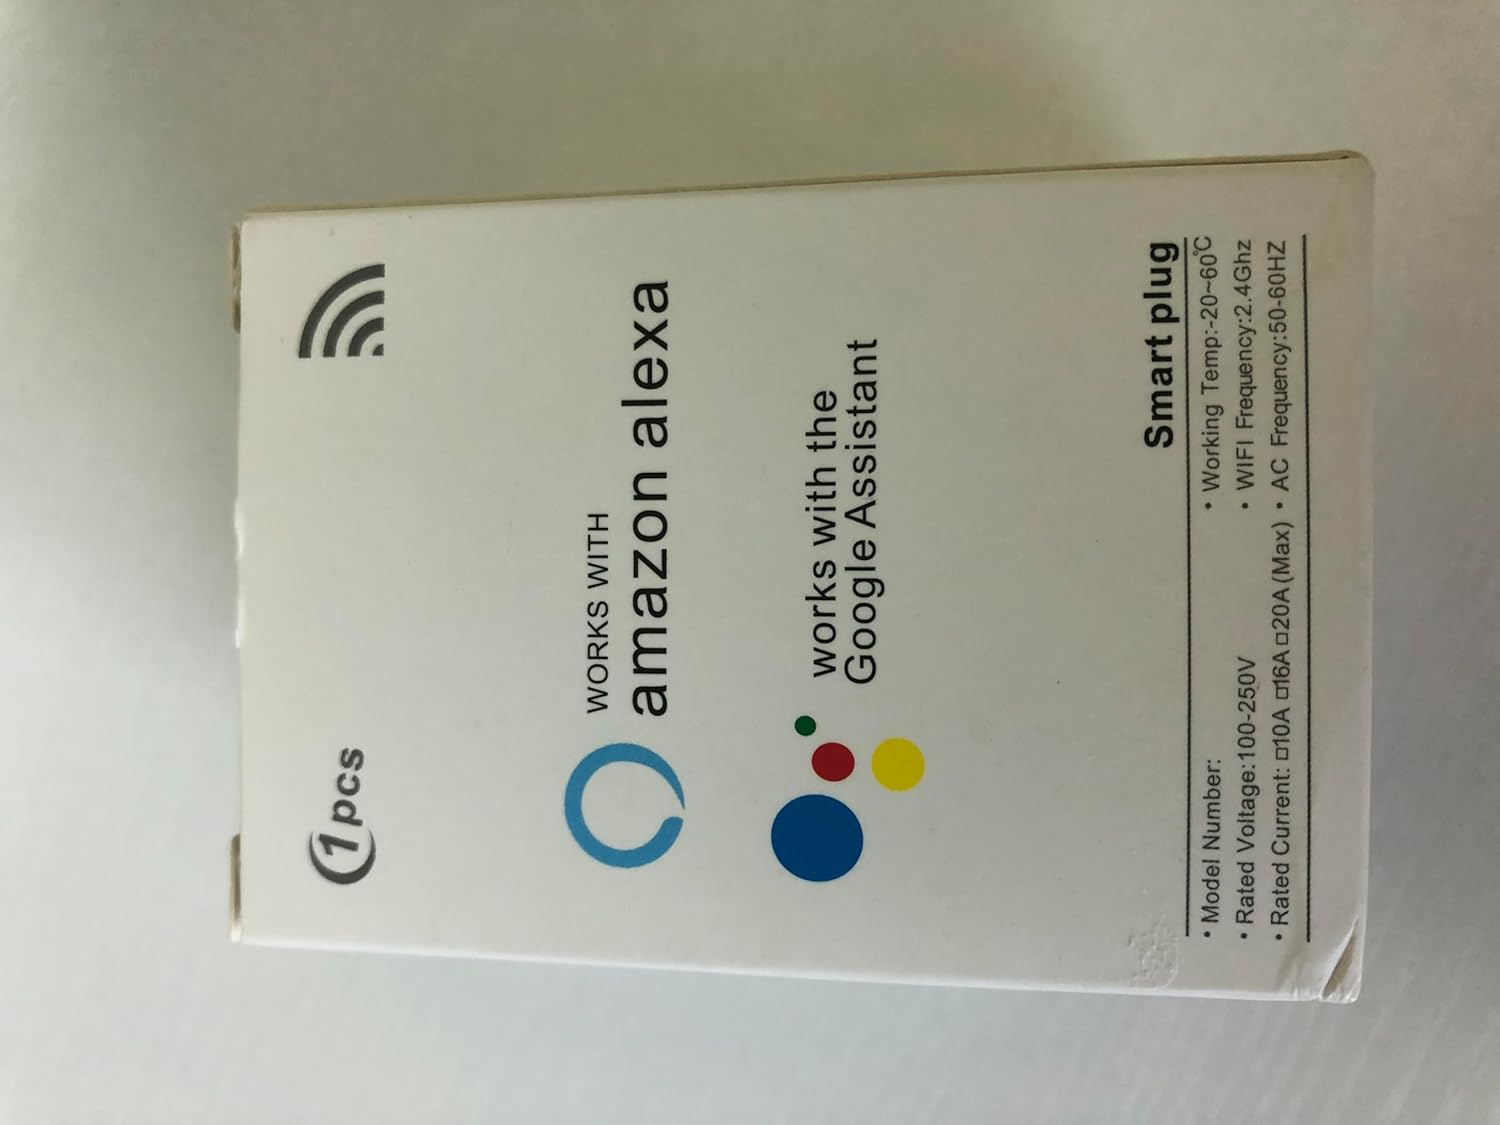 1pcs
WORKS WITH
amazon alexa
works with the
Google Assistant
Smart plug
• Model Number:
• Working Temp:-20~60℃
• Rated Voltage:100-250V
• WIFI Frequency:2.4Ghz
• Rated Current: □10A □16A □20A(Max)
• AC Frequency:50-60HZ